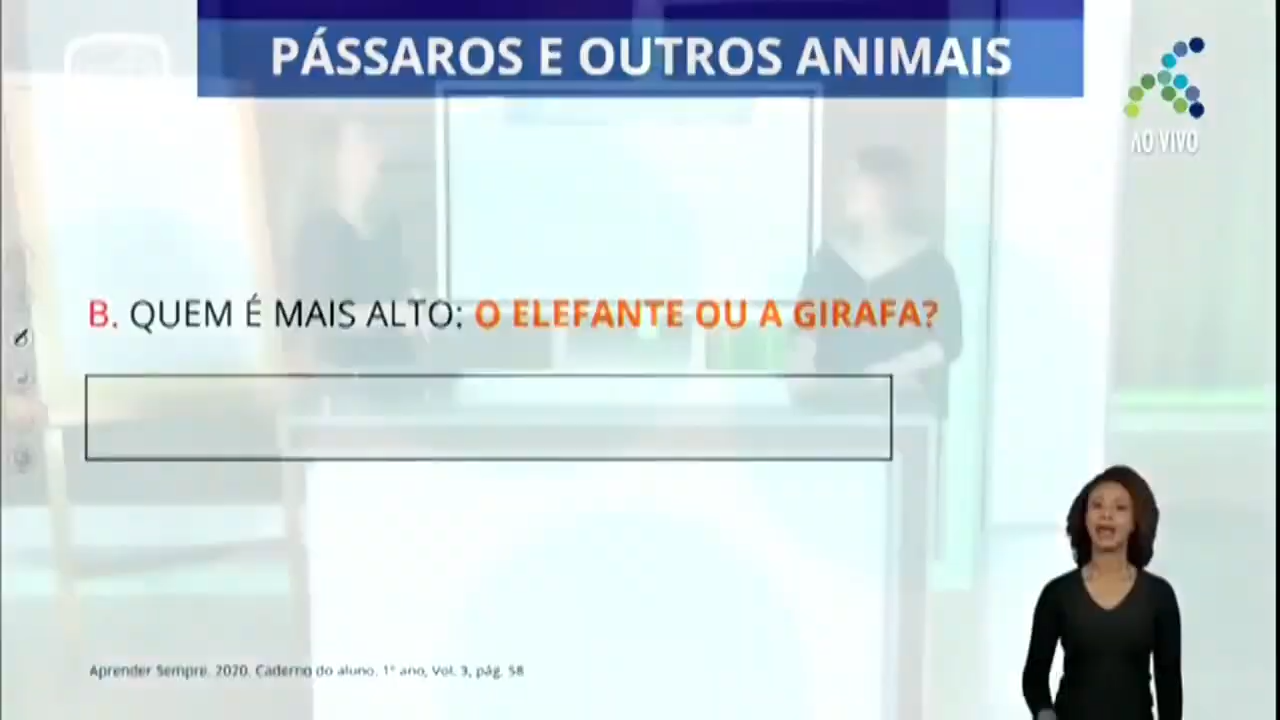 PÁSSAROS E OUTROS ANIMAIS
AO VIVO
B. QUEM É MAIS ALTO: O ELEFANTE OU A GIRAFA?
Aprender Sempre. 2020. Caderno do aluno, 1º ano, Vol. 3, pág. 58